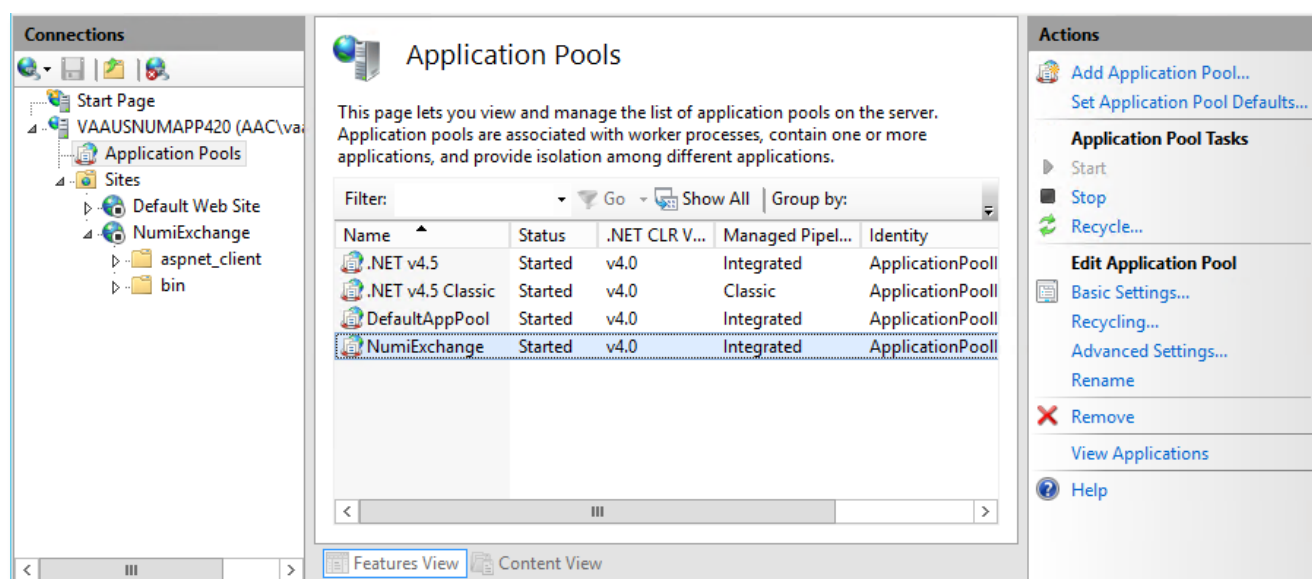 Connections
Start Page
VAAUSNUMAPP420 (AAC\vaa
Application Pools
Sites
Default Web Site
NumiExchange
aspnet_client
bin
Application Pools
This page lets you view and manage the list of application pools on the server.
Application pools are associated with worker processes, contain one or more
applications, and provide isolation among different applications.
Filter: Go Show All Group by:
Name Status .NET CLR V... Managed Pipel... Identity
.NET v4.5 Started v4.0 Integrated ApplicationPoolI
.NET v4.5 Classic Started v4.0 Classic ApplicationPoolI
DefaultAppPool Started v4.0 Integrated ApplicationPoolI
NumiExchange Started v4.0 Integrated ApplicationPoolI
Features View Content View
Actions
Add Application Pool...
Set Application Pool Defaults...
Application Pool Tasks
Start
Stop
Recycle...
Edit Application Pool
Basic Settings...
Recycling...
Advanced Settings...
Rename
Remove
View Applications
Help